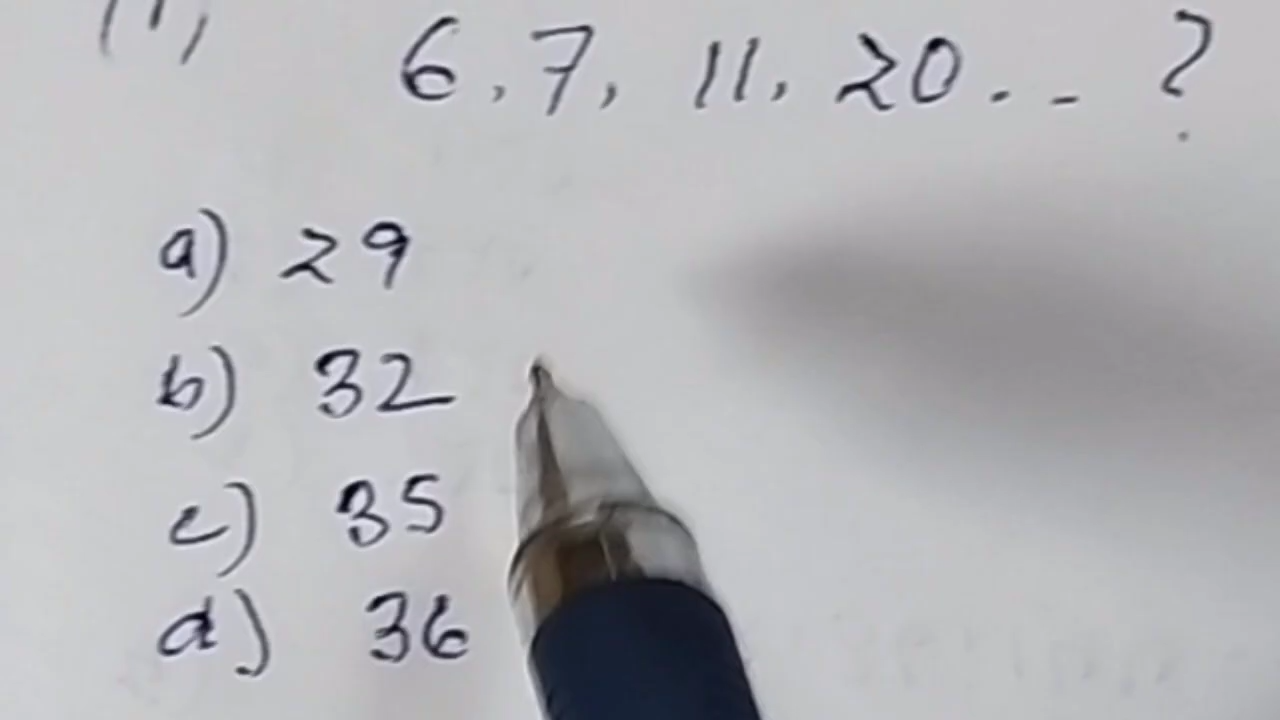 6, 7, 11, 20 . . - ?
a) 29
b) 32
c) 35
d) 36